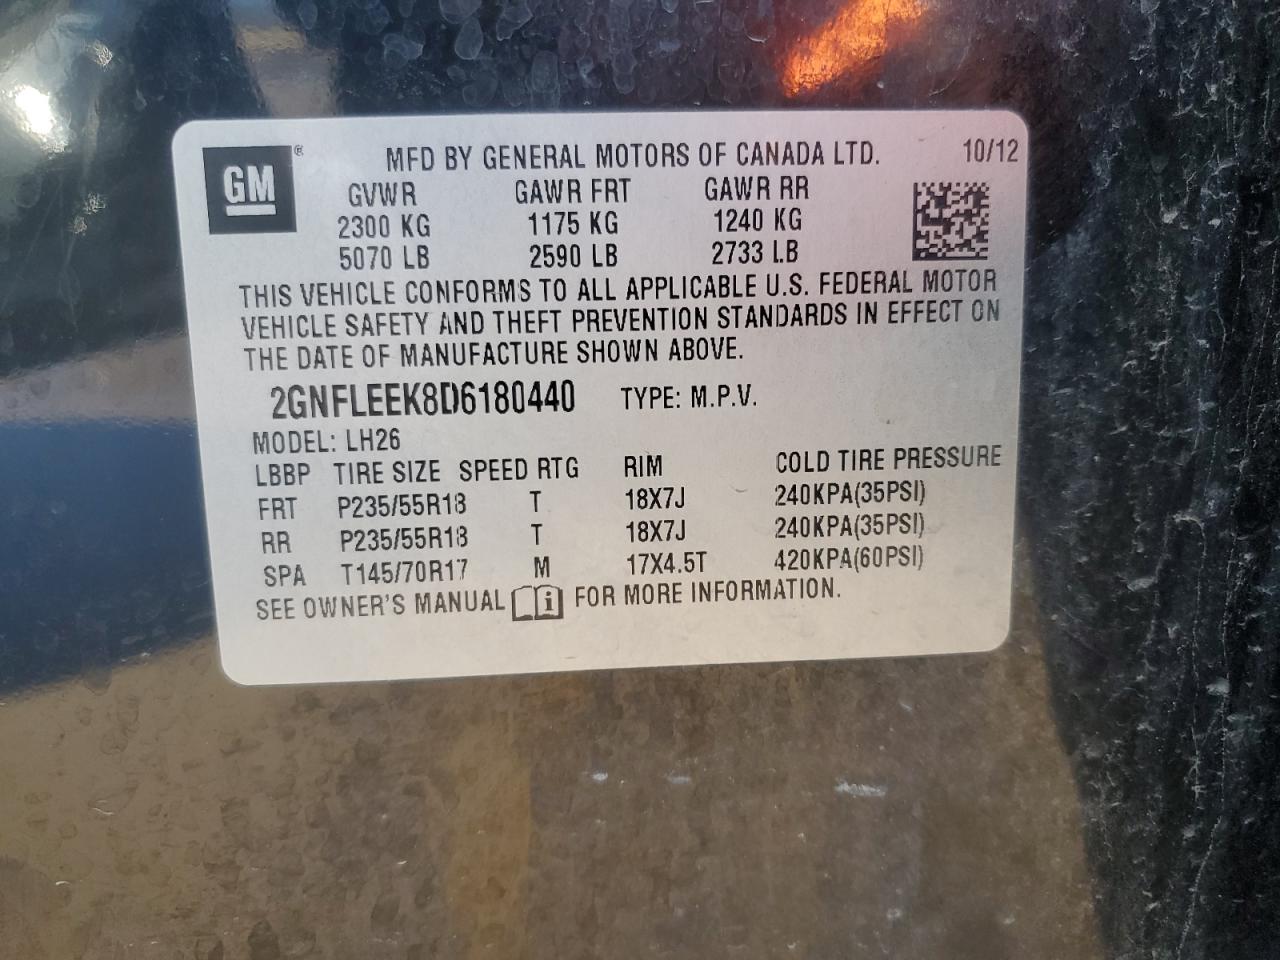 GM ® MFD BY GENERAL MOTORS OF CANADA LTD. 10/12
GVWR GAWR FRT GAWR RR
2300 KG 1175 KG 1240 KG
5070 LB 2590 LB 2733 LB
THIS VEHICLE CONFORMS TO ALL APPLICABLE U.S. FEDERAL MOTOR
VEHICLE SAFETY AND THEFT PREVENTION STANDARDS IN EFFECT ON
THE DATE OF MANUFACTURE SHOWN ABOVE.
2GNFLEEK8D6180440 TYPE: M.P.V.
MODEL: LH26
LBBP TIRE SIZE SPEED RTG RIM COLD TIRE PRESSURE
FRT P235/55R18 T 18X7J 240KPA(35PSI)
RR P235/55R18 T 18X7J 240KPA(35PSI)
SPA T145/70R17 M 17X4.5T 420KPA(60PSI)
SEE OWNER'S MANUAL i FOR MORE INFORMATION.